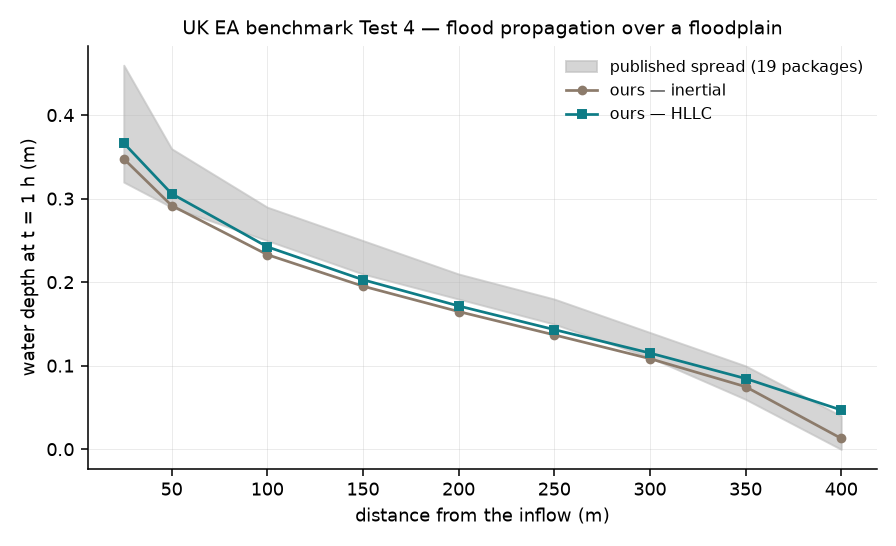 UK EA benchmark Test 4 — flood propagation over a floodplain
published spread (19 packages)
ours — inertial
ours — HLLC
water depth at t = 1 h (m)
0.4
0.3
0.2
0.1
0.0
50 100 150 200 250 300 350 400
distance from the inflow (m)